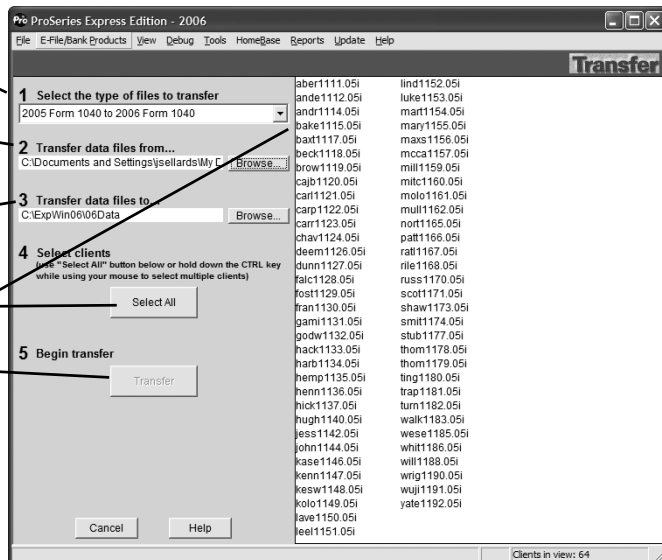 Pro ProSeries Express Edition - 2006
File E-File/Bank Products View Debug Tools HomeBase Reports Update Help
Transfer
1 Select the type of files to transfer
2005 Form 1040 to 2006 Form 1040
2 Transfer data files from...
C:\Documents and Settings\jsellards\My D Browse...
3 Transfer data files to...
C:\ExpWin06\06Data Browse...
4 Select clients
(use "Select All" button below or hold down the CTRL key
while using your mouse to select multiple clients)
Select All
5 Begin transfer
Transfer
Cancel Help
aber1111.05i
ande1112.05i
andr1114.05i
bake1115.05i
baxt1117.05i
beck1118.05i
brow1119.05i
cajb1120.05i
carl1121.05i
carp1122.05i
carr1123.05i
chav1124.05i
deem1126.05i
dunn1127.05i
falc1128.05i
fost1129.05i
fran1130.05i
gami1131.05i
godw1132.05i
hack1133.05i
harb1134.05i
hemp1135.05i
henn1136.05i
hick1137.05i
hugh1140.05i
jess1142.05i
john1144.05i
kase1146.05i
kenn1147.05i
kesw1148.05i
kolo1149.05i
lave1150.05i
leel1151.05i
lind1152.05i
luke1153.05i
mart1154.05i
mary1155.05i
maxs1156.05i
mcca1157.05i
mill1159.05i
mitc1160.05i
molo1161.05i
mull1162.05i
nort1165.05i
patt1166.05i
ratl1167.05i
rile1168.05i
russ1170.05i
scot1171.05i
shaw1173.05i
smit1174.05i
stub1177.05i
thom1178.05i
thom1179.05i
ting1180.05i
trap1181.05i
turn1182.05i
walk1183.05i
wese1185.05i
whit1186.05i
will1188.05i
wrig1190.05i
wuji1191.05i
yate1192.05i
Clients in view: 64